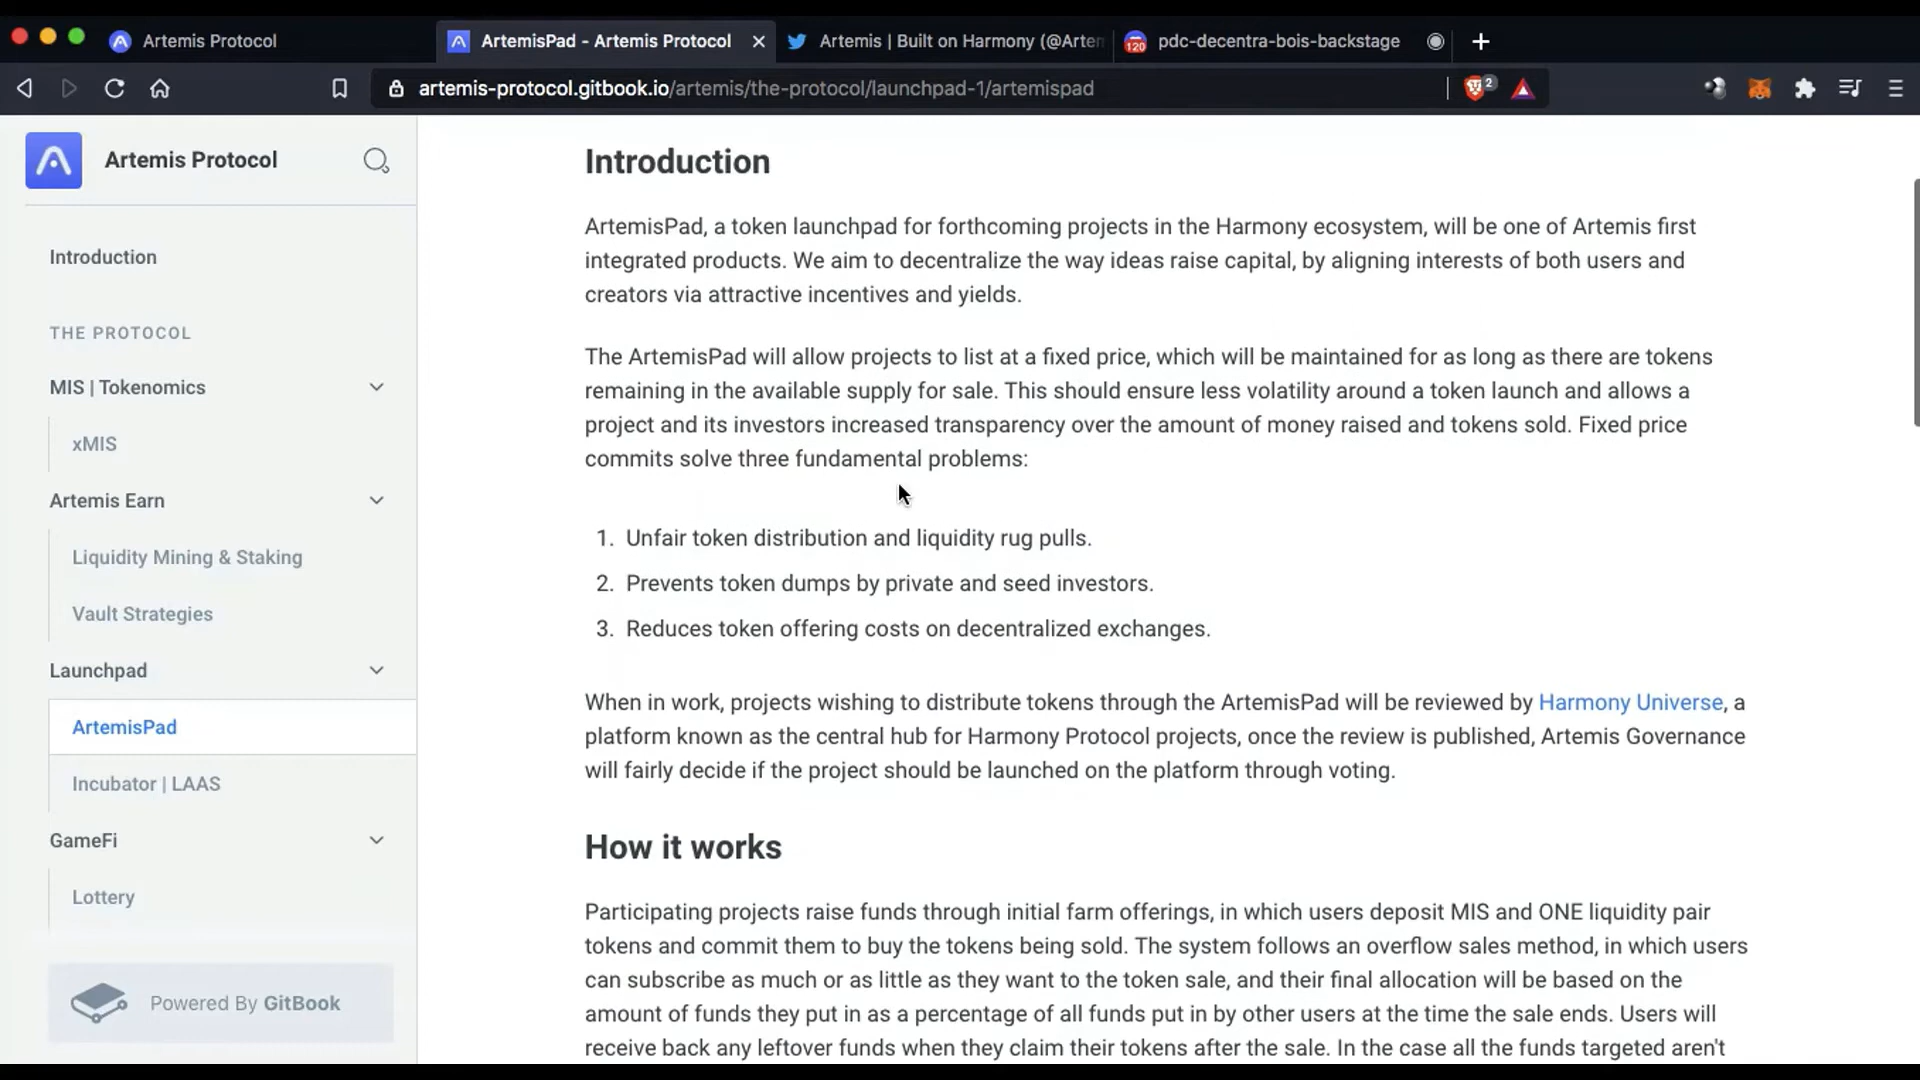 Artemis Protocol
ArtemisPad - Artemis Protocol
Artemis | Built on Harmony (@Arten
120
pdc-decentra-bois-backstage
artemis-protocol.gitbook.io/artemis/the-protocol/launchpad-1/artemispad
2
Artemis Protocol
Introduction
THE PROTOCOL
MIS | Tokenomics
xMIS
Artemis Earn
Liquidity Mining & Staking
Vault Strategies
Launchpad
ArtemisPad
Incubator | LAAS
GameFi
Lottery
Powered By GitBook
Introduction
ArtemisPad, a token launchpad for forthcoming projects in the Harmony ecosystem, will be one of Artemis first
integrated products. We aim to decentralize the way ideas raise capital, by aligning interests of both users and
creators via attractive incentives and yields.
The ArtemisPad will allow projects to list at a fixed price, which will be maintained for as long as there are tokens
remaining in the available supply for sale. This should ensure less volatility around a token launch and allows a
project and its investors increased transparency over the amount of money raised and tokens sold. Fixed price
commits solve three fundamental problems:
1. Unfair token distribution and liquidity rug pulls.
2. Prevents token dumps by private and seed investors.
3. Reduces token offering costs on decentralized exchanges.
When in work, projects wishing to distribute tokens through the ArtemisPad will be reviewed by Harmony Universe, a
platform known as the central hub for Harmony Protocol projects, once the review is published, Artemis Governance
will fairly decide if the project should be launched on the platform through voting.
How it works
Participating projects raise funds through initial farm offerings, in which users deposit MIS and ONE liquidity pair
tokens and commit them to buy the tokens being sold. The system follows an overflow sales method, in which users
can subscribe as much or as little as they want to the token sale, and their final allocation will be based on the
amount of funds they put in as a percentage of all funds put in by other users at the time the sale ends. Users will
receive back any leftover funds when they claim their tokens after the sale. In the case all the funds targeted aren't